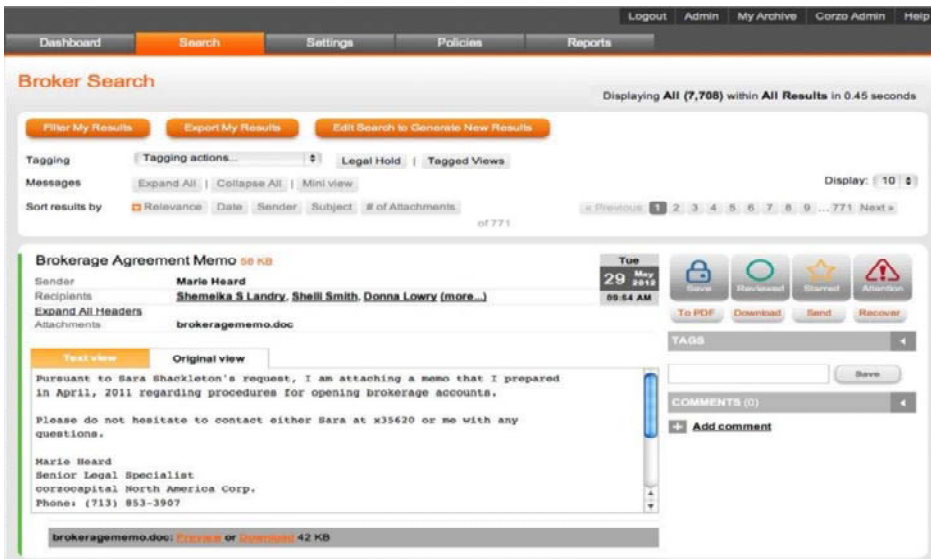 Logout Admin My Archive Corzo Admin Help
Dashboard Search Settings Policies Reports
Broker Search
Displaying All (7,708) within All Results in 0.45 seconds
Filter My Results Export My Results Edit Search to Generate New Results
Tagging Tagging actions... Legal Hold | Tagged Views
Messages Expand All | Collapse All | Mini view Display: 10
Sort results by Relevance Date Sender Subject # of Attachments « Previous 1 2 3 4 5 6 7 8 9 ... 771 Next »
of 771
Brokerage Agreement Memo 58 KB
Sender Marie Heard
Recipients Shemeika S Landry, Shelli Smith, Donna Lowry (more...)
Expand All Headers
Attachments brokeragememo.doc
Tue
29 May 2012
09:54 AM
Save Reviewed Starred Attention
To PDF Download Send Recover
TAGS
Save
COMMENTS (0)
Add comment
Text view Original view
Pursuant to Sara Shackleton's request, I am attaching a memo that I prepared
in April, 2011 regarding procedures for opening brokerage accounts.
Please do not hesitate to contact either Sara at x35620 or me with any
questions.
Marie Heard
Senior Legal Specialist
corzocapital North America Corp.
Phone: (713) 853-3907
brokeragememo.doc: Preview or Download 42 KB